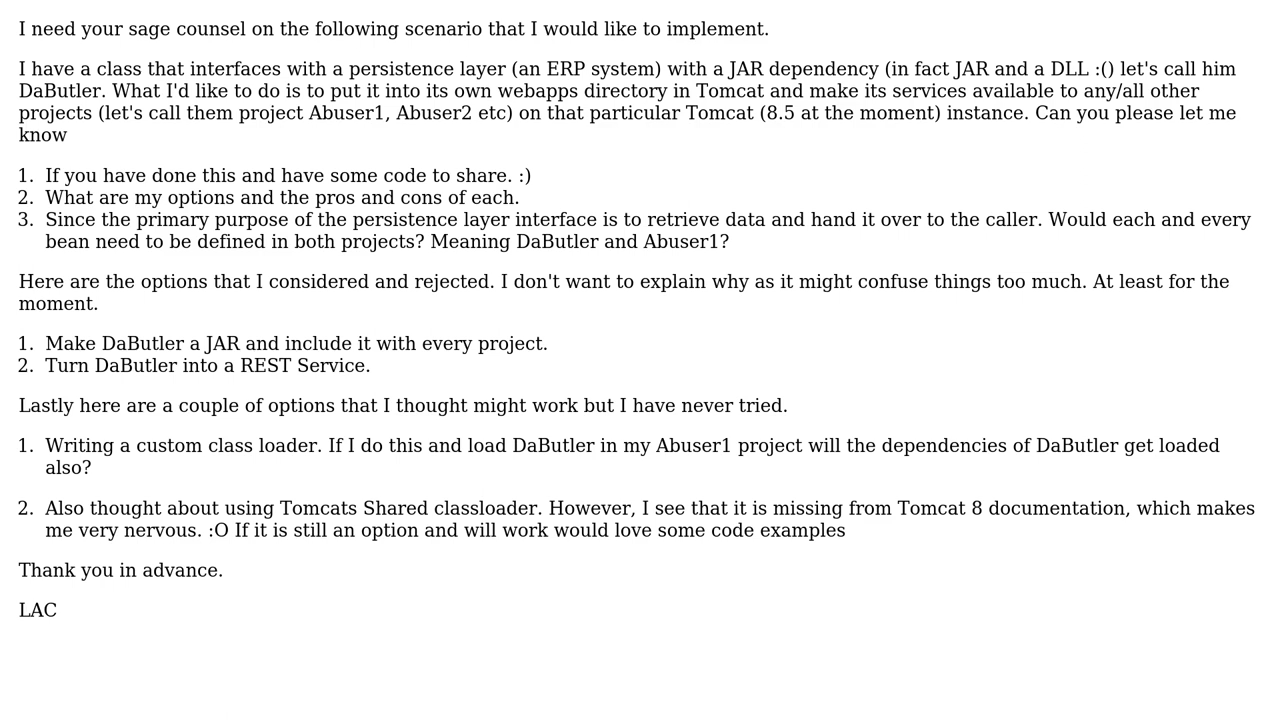 I need your sage counsel on the following scenario that I would like to implement.
I have a class that interfaces with a persistence layer (an ERP system) with a JAR dependency (in fact JAR and a DLL :() let's call him
DaButler. What I'd like to do is to put it into its own webapps directory in Tomcat and make its services available to any/all other
projects (let's call them project Abuser1, Abuser2 etc) on that particular Tomcat (8.5 at the moment) instance. Can you please let me
know
1. If you have done this and have some code to share. :)
2. What are my options and the pros and cons of each.
3. Since the primary purpose of the persistence layer interface is to retrieve data and hand it over to the caller. Would each and every
bean need to be defined in both projects? Meaning DaButler and Abuser1?
Here are the options that I considered and rejected. I don't want to explain why as it might confuse things too much. At least for the
moment.
1. Make DaButler a JAR and include it with every project.
2. Turn DaButler into a REST Service.
Lastly here are a couple of options that I thought might work but I have never tried.
1. Writing a custom class loader. If I do this and load DaButler in my Abuser1 project will the dependencies of DaButler get loaded
also?
2. Also thought about using Tomcats Shared classloader. However, I see that it is missing from Tomcat 8 documentation, which makes
me very nervous. :O If it is still an option and will work would love some code examples
Thank you in advance.
LAC